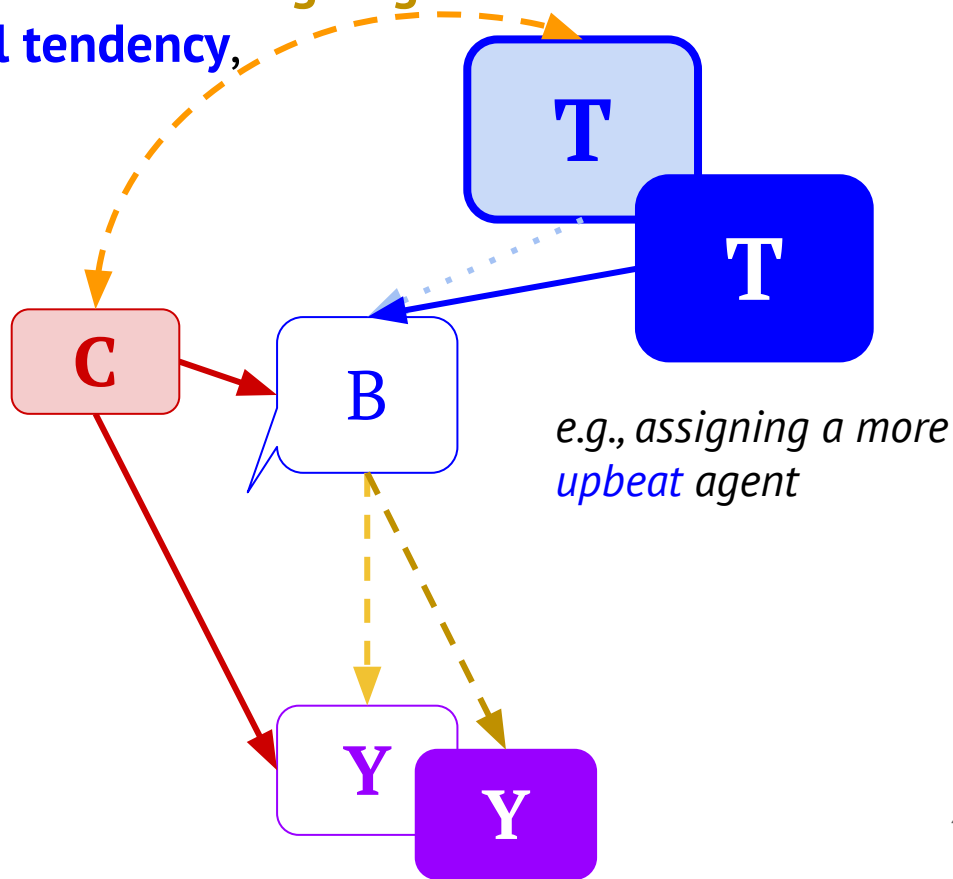 l tendency,
T
T
C
B
e.g., assigning a more
upbeat agent
Y
Y